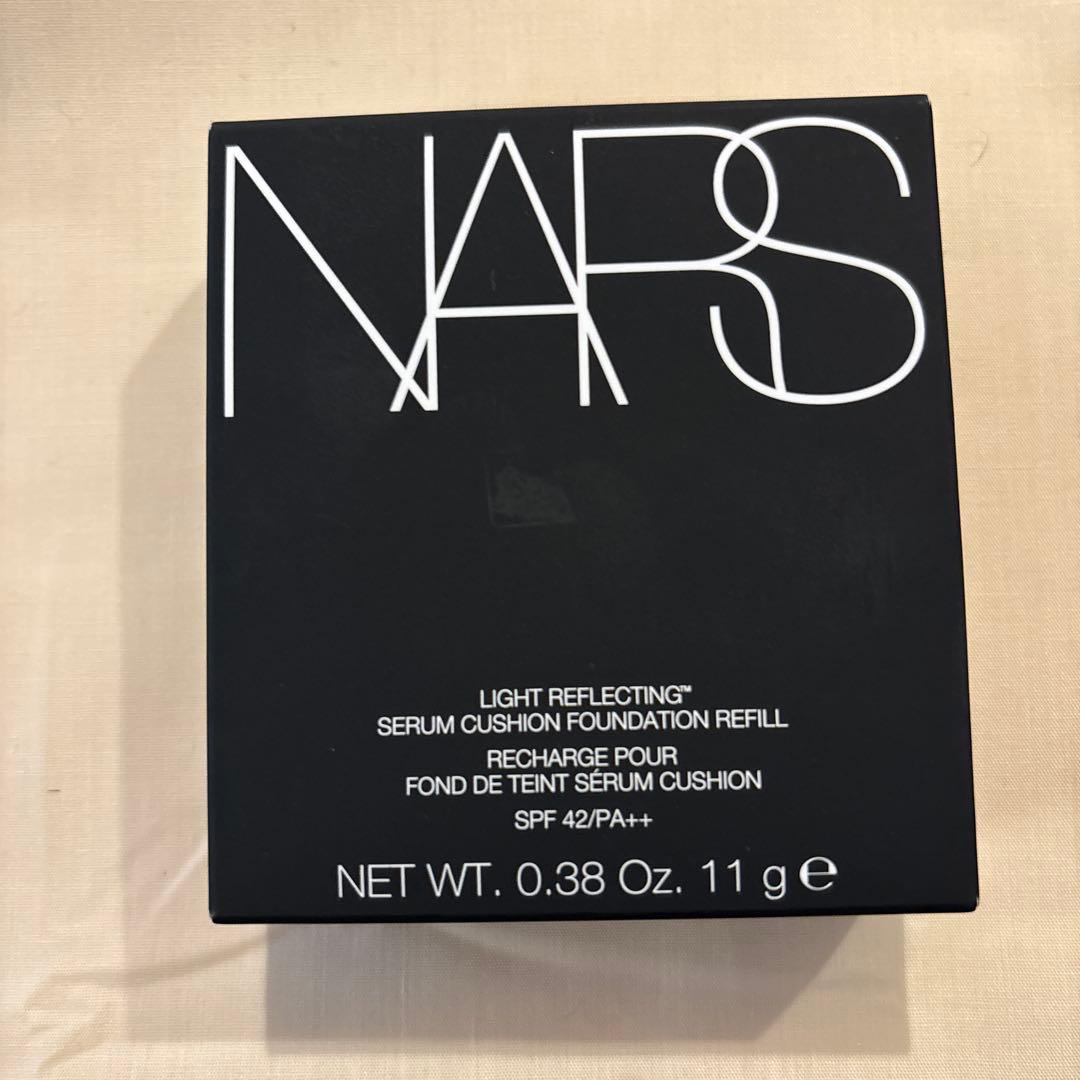 NARS
LIGHT REFLECTING™
SERUM CUSHION FOUNDATION REFILL
RECHARGE POUR
FOND DE TEINT SÉRUM CUSHION
SPF 42/PA++
NET WT. 0.38 Oz. 11 g ℮